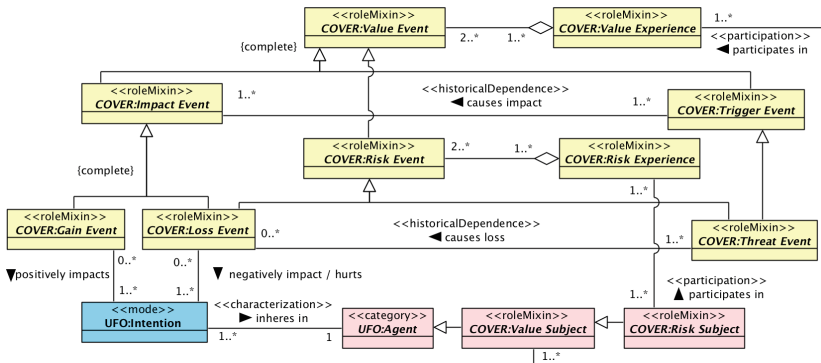 <<roleMixin>>
COVER:Value Event
<<roleMixin>>
COVER:Value Experience
1..*
2..*
1..*
<<participation>>
participates in
{complete}
<<roleMixin>>
COVER:Impact Event
1..*
<<historicalDependence>>
causes impact
1..*
<<roleMixin>>
COVER:Trigger Event
<<roleMixin>>
COVER:Risk Event
2..*
1..*
<<roleMixin>>
COVER:Risk Experience
{complete}
1..*
<<roleMixin>>
COVER:Gain Event
<<roleMixin>>
COVER:Loss Event
0..*
<<historicalDependence>>
causes loss
1..*
<<roleMixin>>
COVER:Threat Event
0..*
0..*
positively impacts
negatively impact / hurts
1..*
1..*
<<participation>>
participates in
1..*
<<mode>>
UFO:Intention
<<characterization>>
inheres in
1..*
1
<<category>>
UFO:Agent
<<roleMixin>>
COVER:Value Subject
<<roleMixin>>
COVER:Risk Subject
1..*